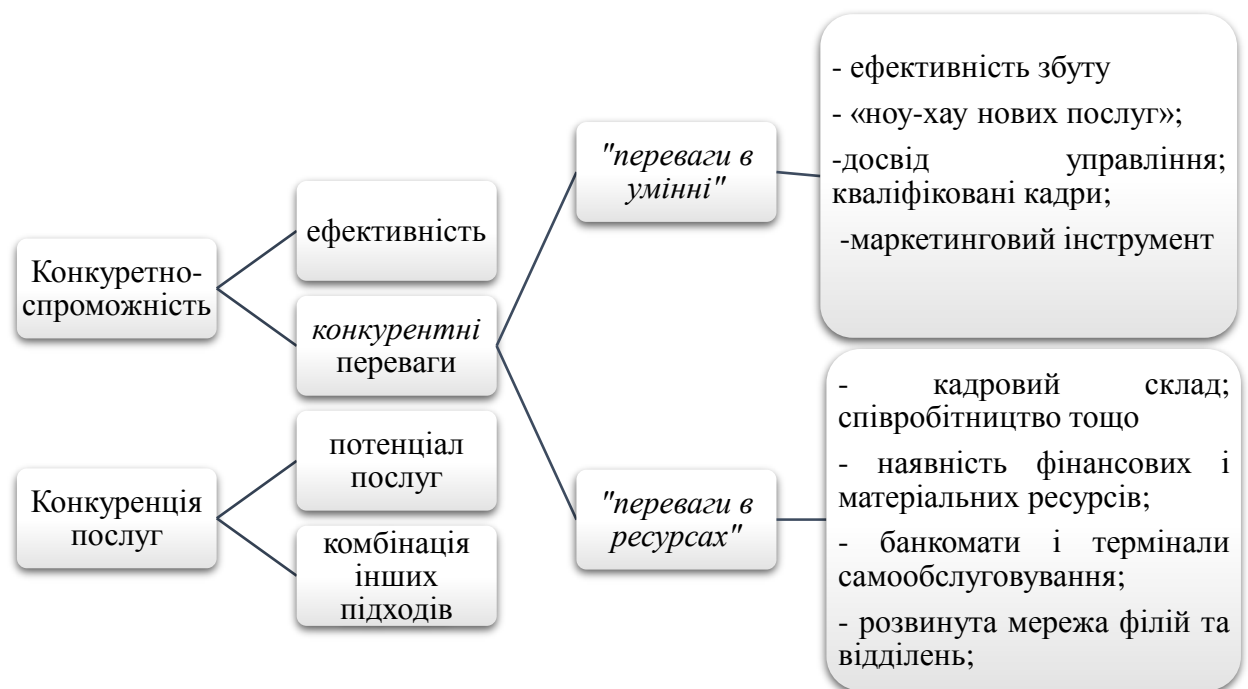 Конкуретно-
спроможність
ефективність
конкурентні
переваги
"переваги в
умінні"
- ефективність збуту
- «ноу-хау нових послуг»;
-досвід управління;
кваліфіковані кадри;
-маркетинговий інструмент
"переваги в
ресурсах"
- кадровий склад;
співробітництво тощо
- наявність фінансових і
матеріальних ресурсів;
- банкомати і термінали
самообслуговування;
- розвинута мережа філій та
відділень;
Конкуренція
послуг
потенціал
послуг
комбінація
інших
підходів